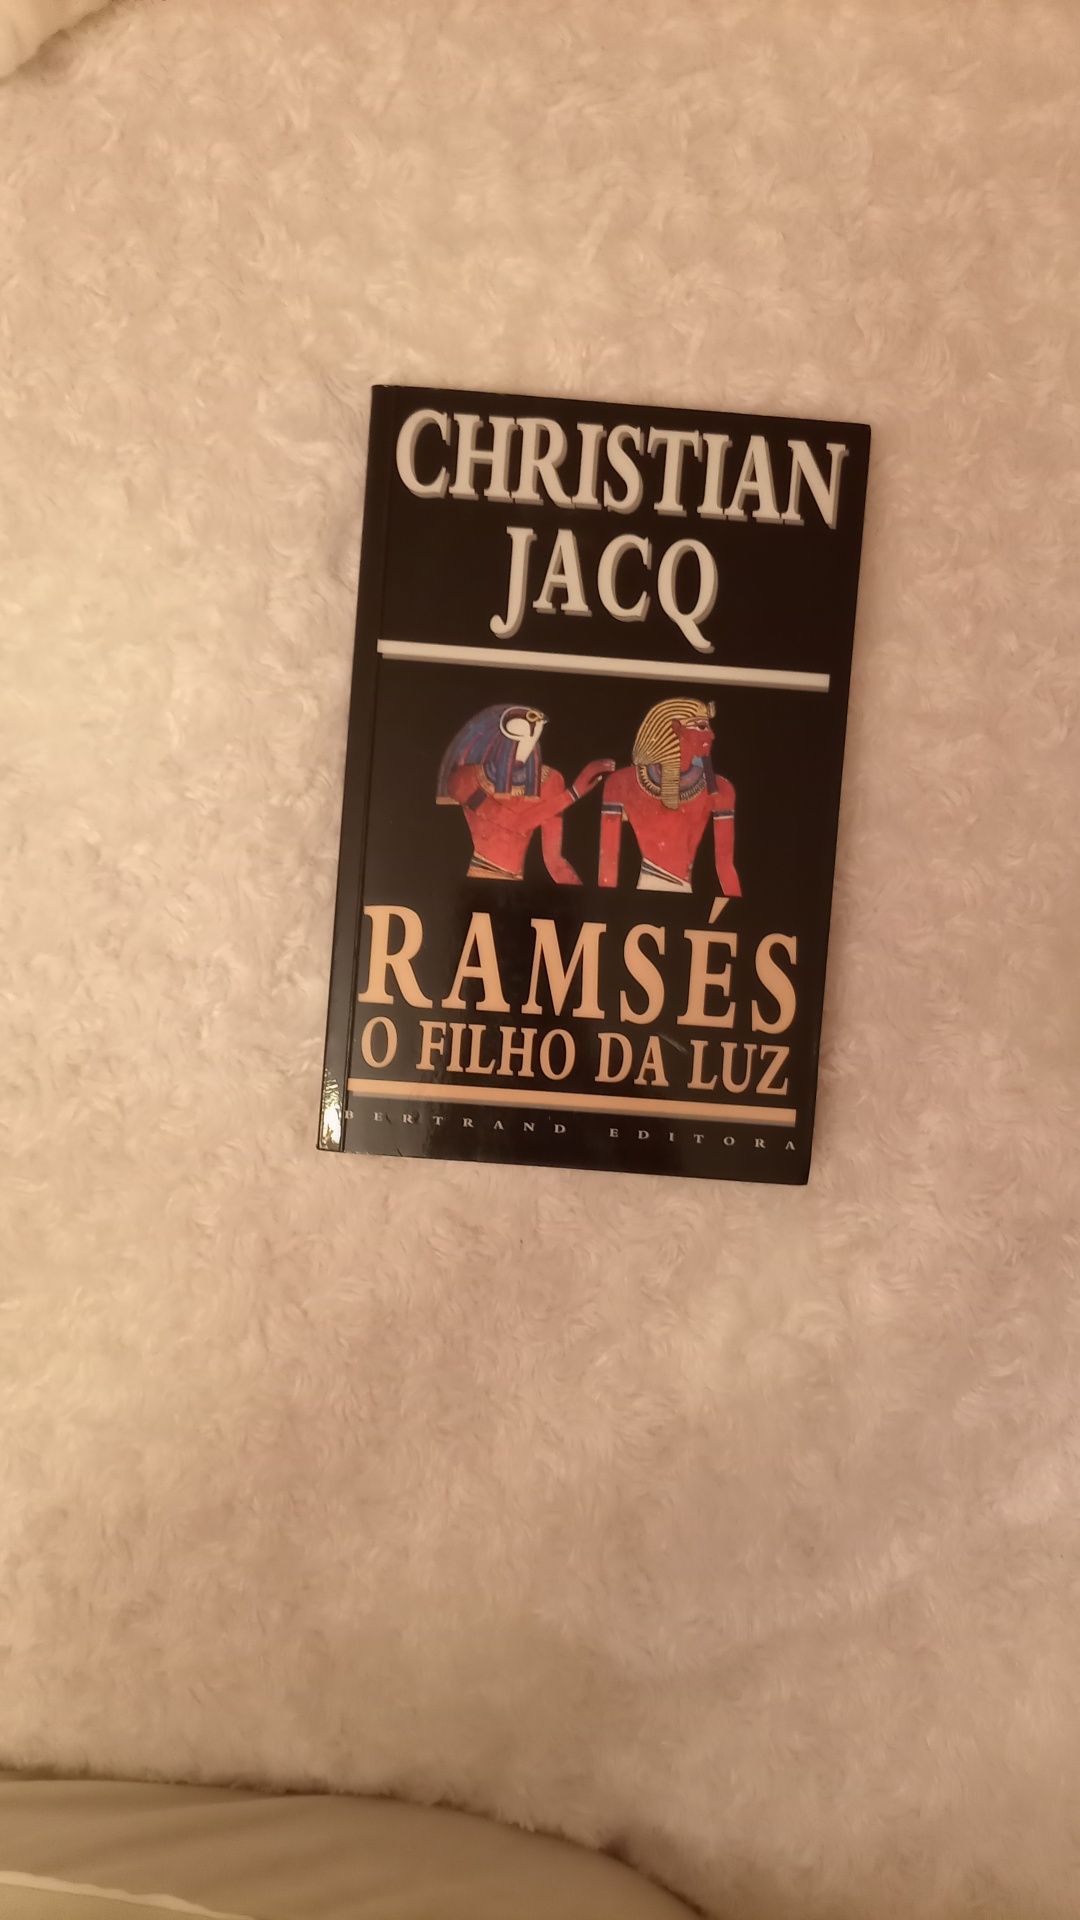 CHRISTIAN
JACQ
RAMSÉS
O FILHO DA LUZ
BERTRAND EDITORA